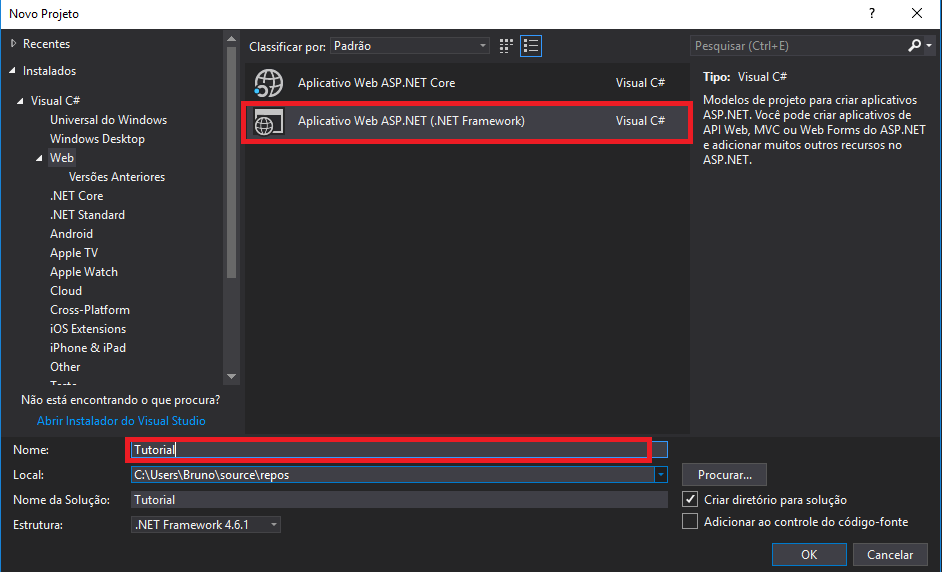 Novo Projeto
?
Recentes
Instalados
Visual C#
Universal do Windows
Windows Desktop
Web
Versões Anteriores
.NET Core
.NET Standard
Android
Apple TV
Apple Watch
Cloud
Cross-Platform
iOS Extensions
iPhone & iPad
Other
Não está encontrando o que procura?
Abrir Instalador do Visual Studio
Classificar por: Padrão
Aplicativo Web ASP.NET Core Visual C#
Aplicativo Web ASP.NET (.NET Framework) Visual C#
Pesquisar (Ctrl+E)
Tipo: Visual C#
Modelos de projeto para criar aplicativos
ASP.NET. Você pode criar aplicativos de
API Web, MVC ou Web Forms do ASP.NET
e adicionar muitos outros recursos no
ASP.NET.
Nome: Tutorial
Local: C:\Users\Bruno\source\repos
Procurar...
Nome da Solução: Tutorial
Criar diretório para solução
Estrutura: .NET Framework 4.6.1
Adicionar ao controle do código-fonte
OK
Cancelar